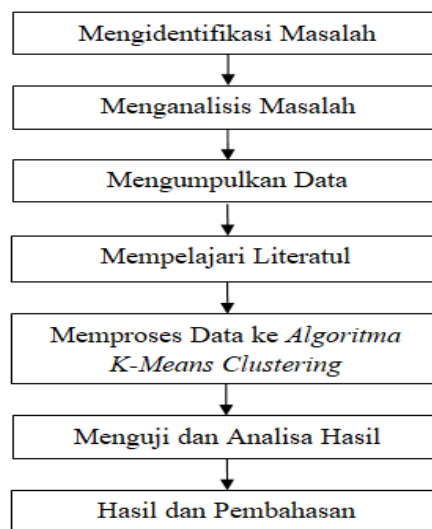 Mengidentifikasi Masalah
Menganalisis Masalah
Mengumpulkan Data
Mempelajari Literatul
Memproses Data ke Algoritma
K-Means Clustering
Menguji dan Analisa Hasil
Hasil dan Pembahasan